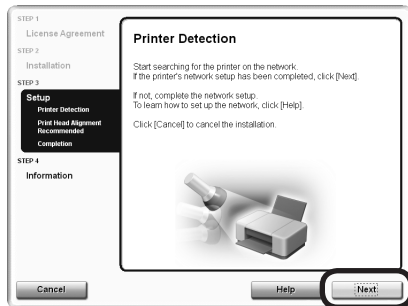 STEP 1
License Agreement
STEP 2
Installation
STEP 3
Setup
Printer Detection
Print Head Alignment
Recommended
Completion
STEP 4
Information
Printer Detection
Start searching for the printer on the network.
If the printer's network setup has been completed, click [Next].
If not, complete the network setup.
To learn how to set up the network, click [Help].
Click [Cancel] to cancel the installation.
Cancel
Help
Next